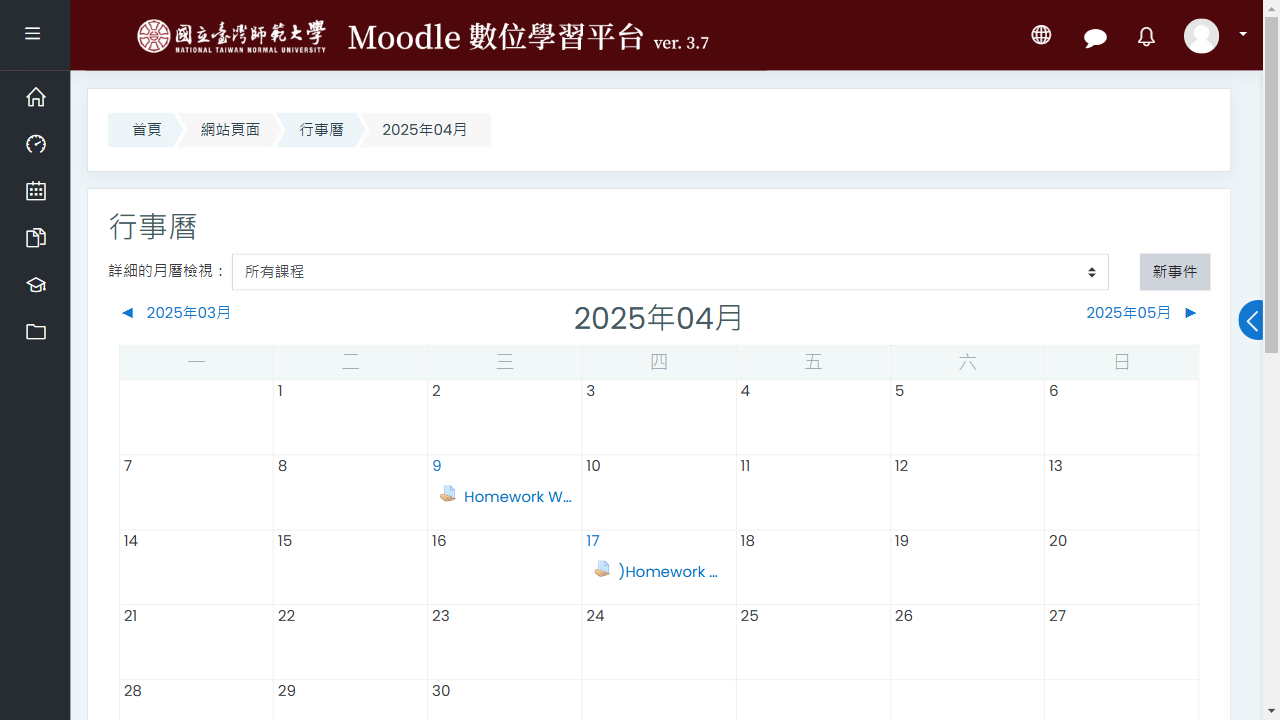 國立臺灣師範大學
NATIONAL TAIWAN NORMAL UNIVERSITY
Moodle 數位學習平台 ver. 3.7
首頁 網站頁面 行事曆 2025年04月
行事曆
詳細的月曆檢視： 所有課程 新事件
◀ 2025年03月 2025年04月 2025年05月 ▶
一 二 三 四 五 六 日
1 2 3 4 5 6
7 8 9 10 11 12 13
Homework W...
14 15 16 17 18 19 20
)Homework ...
21 22 23 24 25 26 27
28 29 30